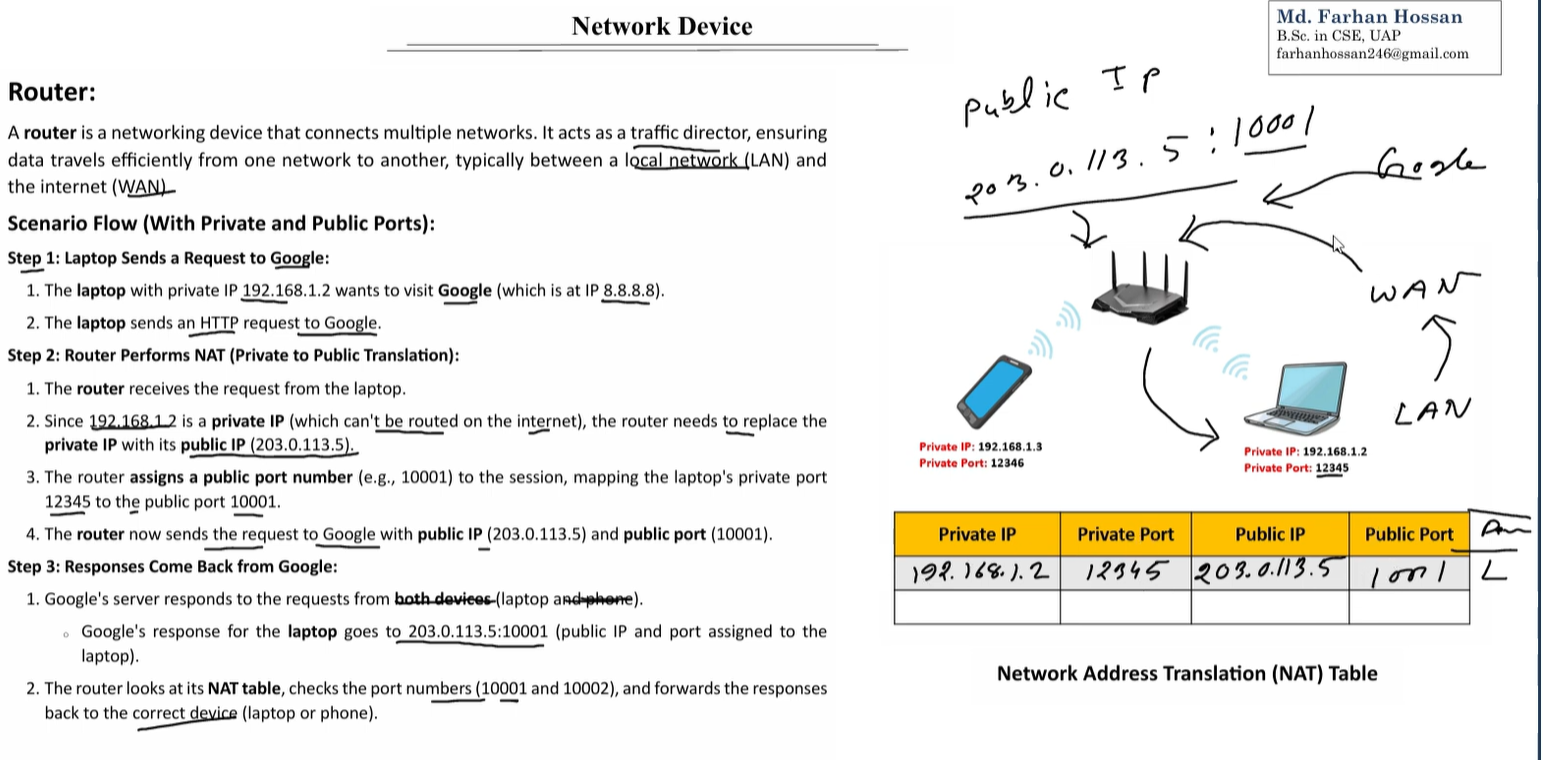 Network Device
Md. Farhan Hossan
B.Sc. in CSE, UAP
farhanhossan246@gmail.com
Router:
A router is a networking device that connects multiple networks. It acts as a traffic director, ensuring
data travels efficiently from one network to another, typically between a local network (LAN) and
the internet (WAN).
Scenario Flow (With Private and Public Ports):
Step 1: Laptop Sends a Request to Google:
1. The laptop with private IP 192.168.1.2 wants to visit Google (which is at IP 8.8.8.8).
2. The laptop sends an HTTP request to Google.
Step 2: Router Performs NAT (Private to Public Translation):
1. The router receives the request from the laptop.
2. Since 192.168.1.2 is a private IP (which can't be routed on the internet), the router needs to replace the
private IP with its public IP (203.0.113.5).
3. The router assigns a public port number (e.g., 10001) to the session, mapping the laptop's private port
12345 to the public port 10001.
4. The router now sends the request to Google with public IP (203.0.113.5) and public port (10001).
Step 3: Responses Come Back from Google:
1. Google's server responds to the requests from both devices (laptop and phone).
○ Google's response for the laptop goes to 203.0.113.5:10001 (public IP and port assigned to the
laptop).
2. The router looks at its NAT table, checks the port numbers (10001 and 10002), and forwards the responses
back to the correct device (laptop or phone).
Public IP
203.0.113.5:10001
Google
WAN
LAN
Private IP: 192.168.1.3
Private Port: 12346
Private IP: 192.168.1.2
Private Port: 12345
Private IP Private Port Public IP Public Port
192.168.1.2 12345 203.0.113.5 10001 L
Network Address Translation (NAT) Table